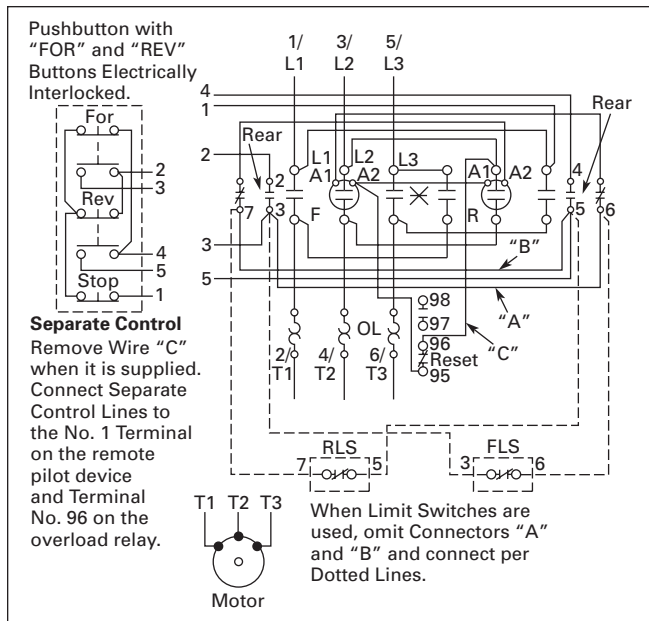 Pushbutton with
“FOR” and “REV”
Buttons Electrically
Interlocked.
For
2
3
Rev
4
5
Stop
1
Separate Control
Remove Wire “C”
when it is supplied.
Connect Separate
Control Lines to
the No. 1 Terminal
on the remote
pilot device
and Terminal
No. 96 on the
overload relay.
1/ 3/ 5/
L1 L2 L3
4
1
Rear
2
Rear
L1 L2 L3
2 A1 A2 A1 A2 4
7 3 F R 5 6
3
“B”
5
“A”
98
97
“C”
OL
96
Reset
95
2/ 4/ 6/
T1 T2 T3
RLS FLS
7 5 3 6
T1 T2 T3
Motor
When Limit Switches are
used, omit Connectors “A”
and “B” and connect per
Dotted Lines.